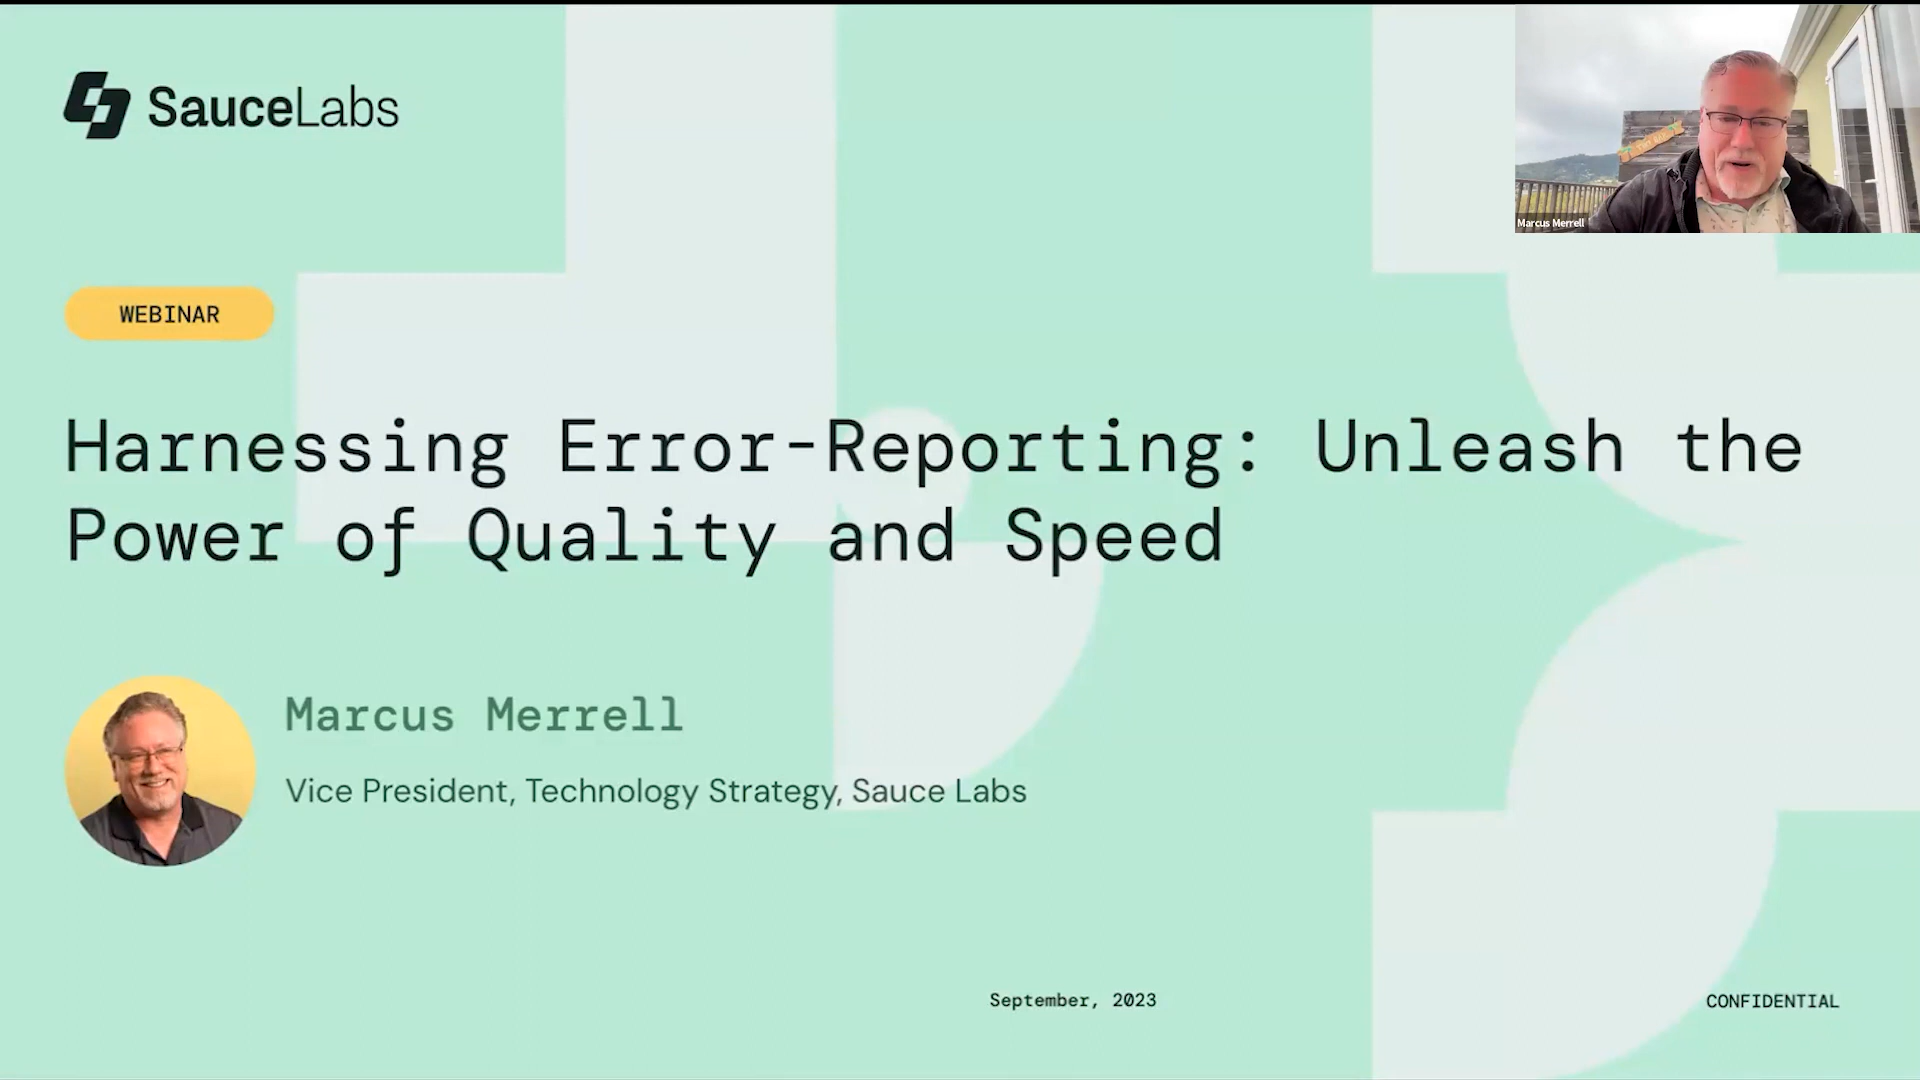 SauceLabs
Marcus Merrell
WEBINAR
Harnessing Error-Reporting: Unleash the
Power of Quality and Speed
Marcus Merrell
Vice President, Technology Strategy, Sauce Labs
September, 2023
CONFIDENTIAL